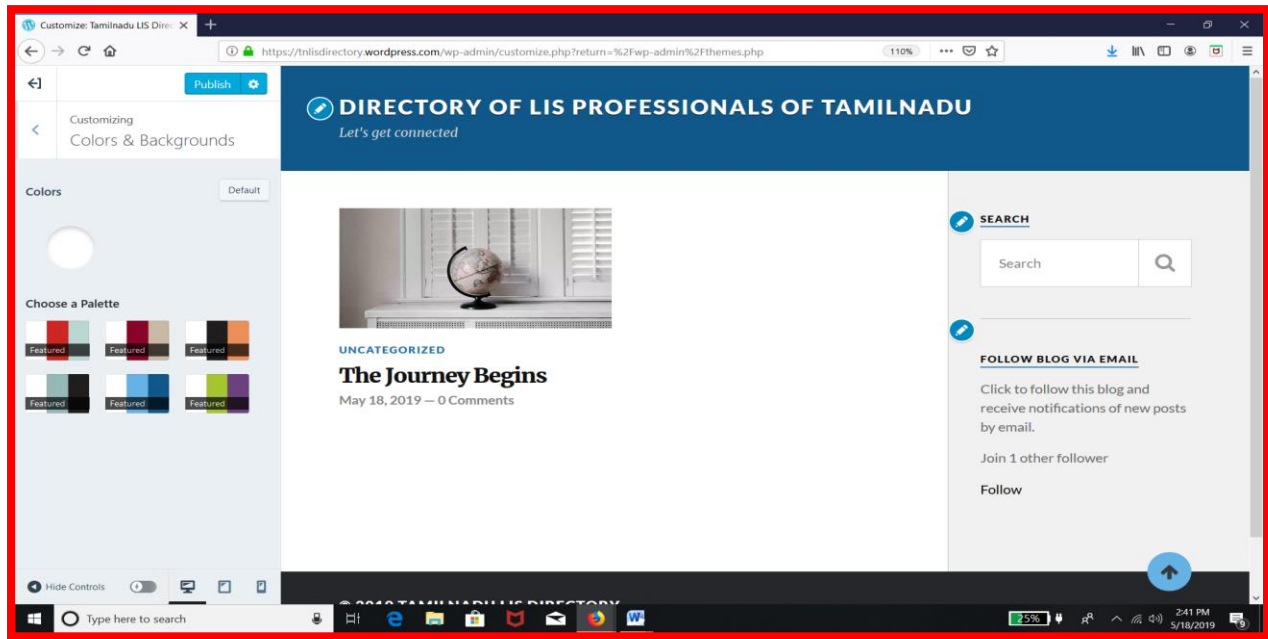 Customize: Tamilnadu LIS Direc
https://tnlisdirectory.wordpress.com/wp-admin/customize.php?return=%2Fwp-admin%2Fthemes.php
110%
Publish
Customizing
Colors & Backgrounds
Colors
Default
Choose a Palette
Featured
Featured
Featured
Featured
Featured
Featured
Hide Controls
DIRECTORY OF LIS PROFESSIONALS OF TAMILNADU
Let's get connected
UNCATEGORIZED
The Journey Begins
May 18, 2019 — 0 Comments
SEARCH
Search
FOLLOW BLOG VIA EMAIL
Click to follow this blog and
receive notifications of new posts
by email.
Join 1 other follower
Follow
© 2019 TAMILNADU LIS DIRECTORY
Type here to search
25%
2:41 PM
5/18/2019